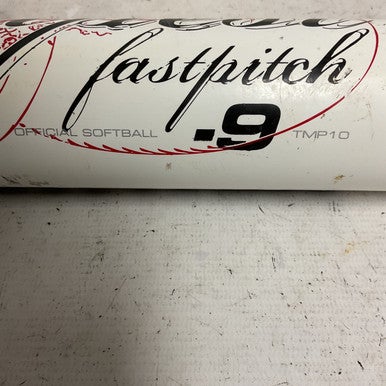 fastpitch
OFFICIAL SOFTBALL -9 TMP10